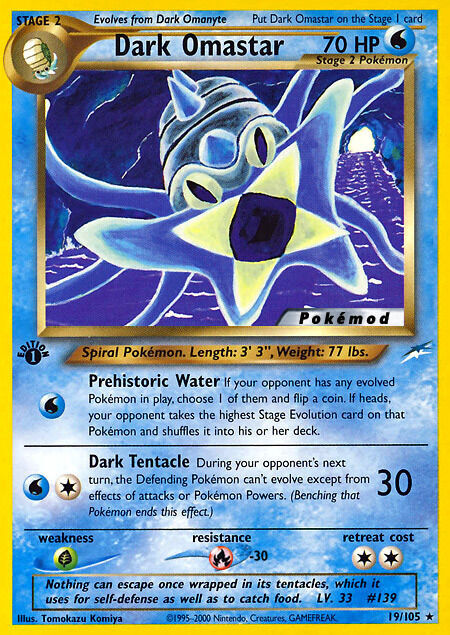 STAGE 2 Evolves from Dark Omanyte Put Dark Omastar on the Stage 1 card
Dark Omastar 70 HP
Stage 2 Pokémon
Pokémod
EDITION
1
Spiral Pokémon. Length: 3' 3", Weight: 77 lbs.
Prehistoric Water If your opponent has any evolved
Pokémon in play, choose 1 of them and flip a coin. If heads,
your opponent takes the highest Stage Evolution card on that
Pokémon and shuffles it into his or her deck.
Dark Tentacle During your opponent's next
turn, the Defending Pokémon can't evolve except from
effects of attacks or Pokémon Powers. (Benching that
Pokémon ends this effect.)
30
weakness resistance retreat cost
-30
Nothing can escape once wrapped in its tentacles, which it
uses for self-defense as well as to catch food. LV. 33 #139
Illus. Tomokazu Komiya ©1995-2000 Nintendo, Creatures, GAMEFREAK. 19/105 ★